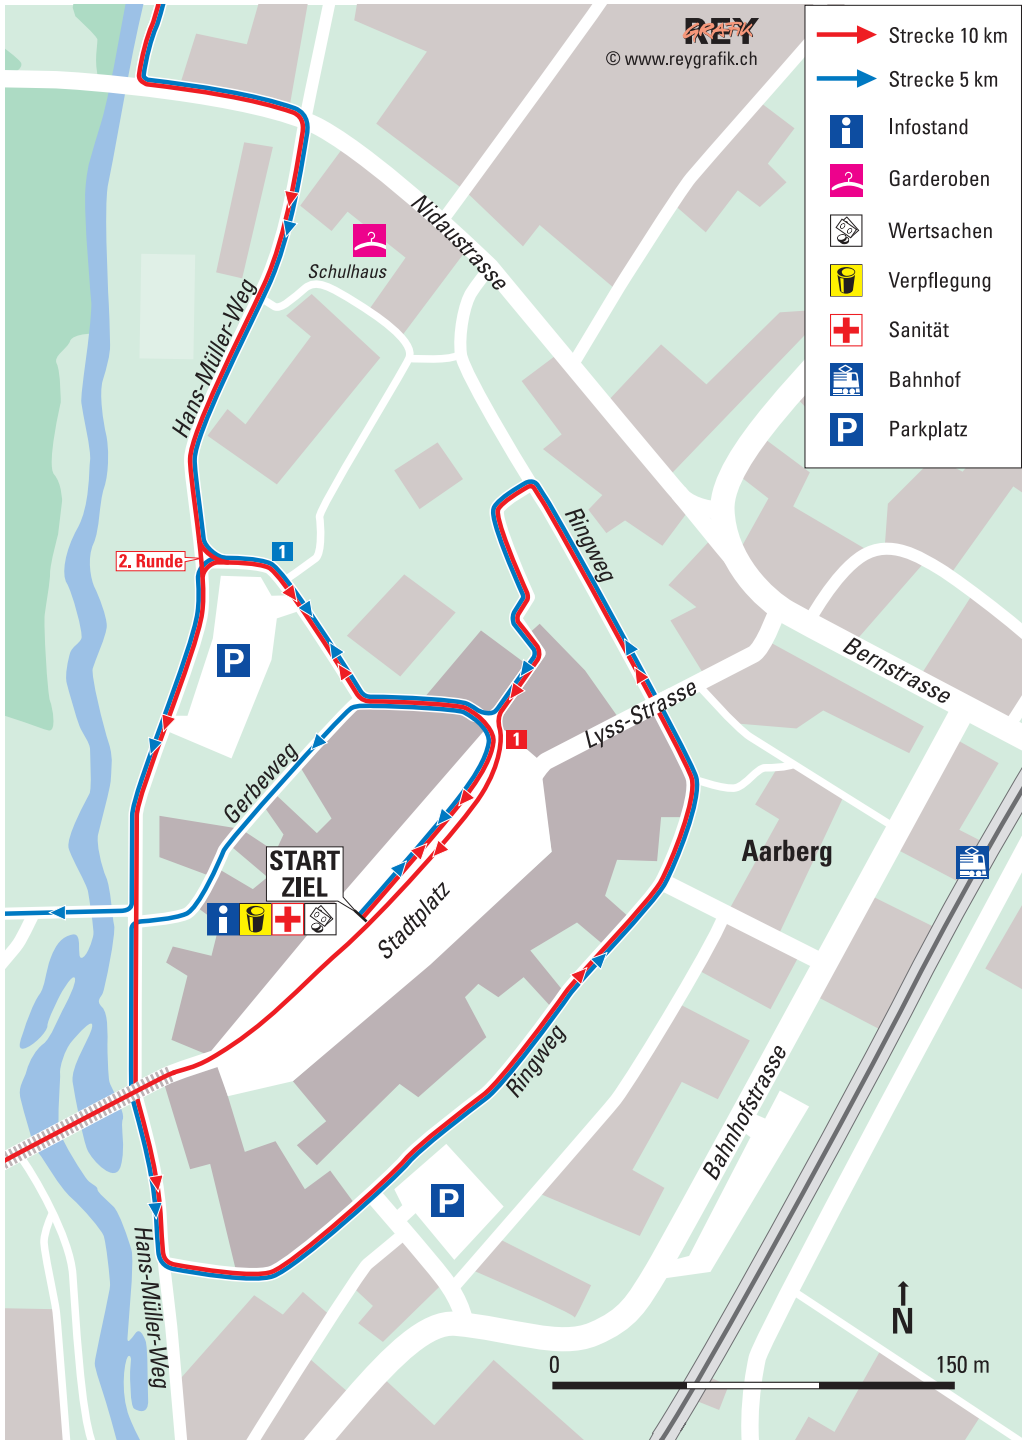 REY
GRAFIK
© www.reygrafik.ch
Strecke 10 km
Strecke 5 km
i Infostand
Garderoben
Wertsachen
Verpflegung
Sanität
Bahnhof
P Parkplatz
Nidaustrasse
Schulhaus
Hans-Müller-Weg
Ringweg
2. Runde
1
P
Bernstrasse
Lyss-Strasse
1
Gerbeweg
START
ZIEL
i
Aarberg
Stadtplatz
Ringweg
Bahnhofstrasse
P
Hans-Müller-Weg
N
0 150 m